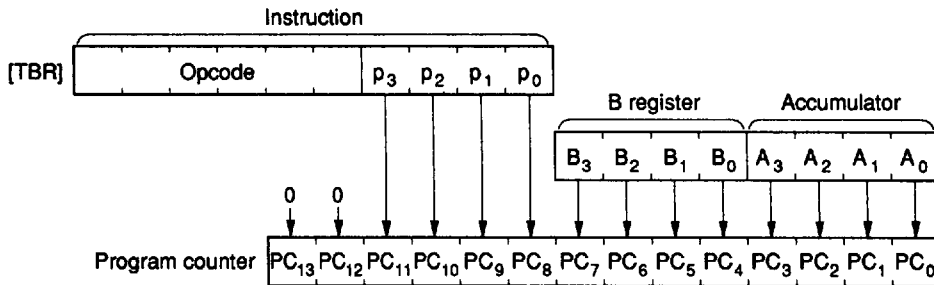 Instruction
[TBR] Opcode p3 p2 p1 p0
B register Accumulator
B3 B2 B1 B0 A3 A2 A1 A0
0 0
Program counter PC13 PC12 PC11 PC10 PC9 PC8 PC7 PC6 PC5 PC4 PC3 PC2 PC1 PC0